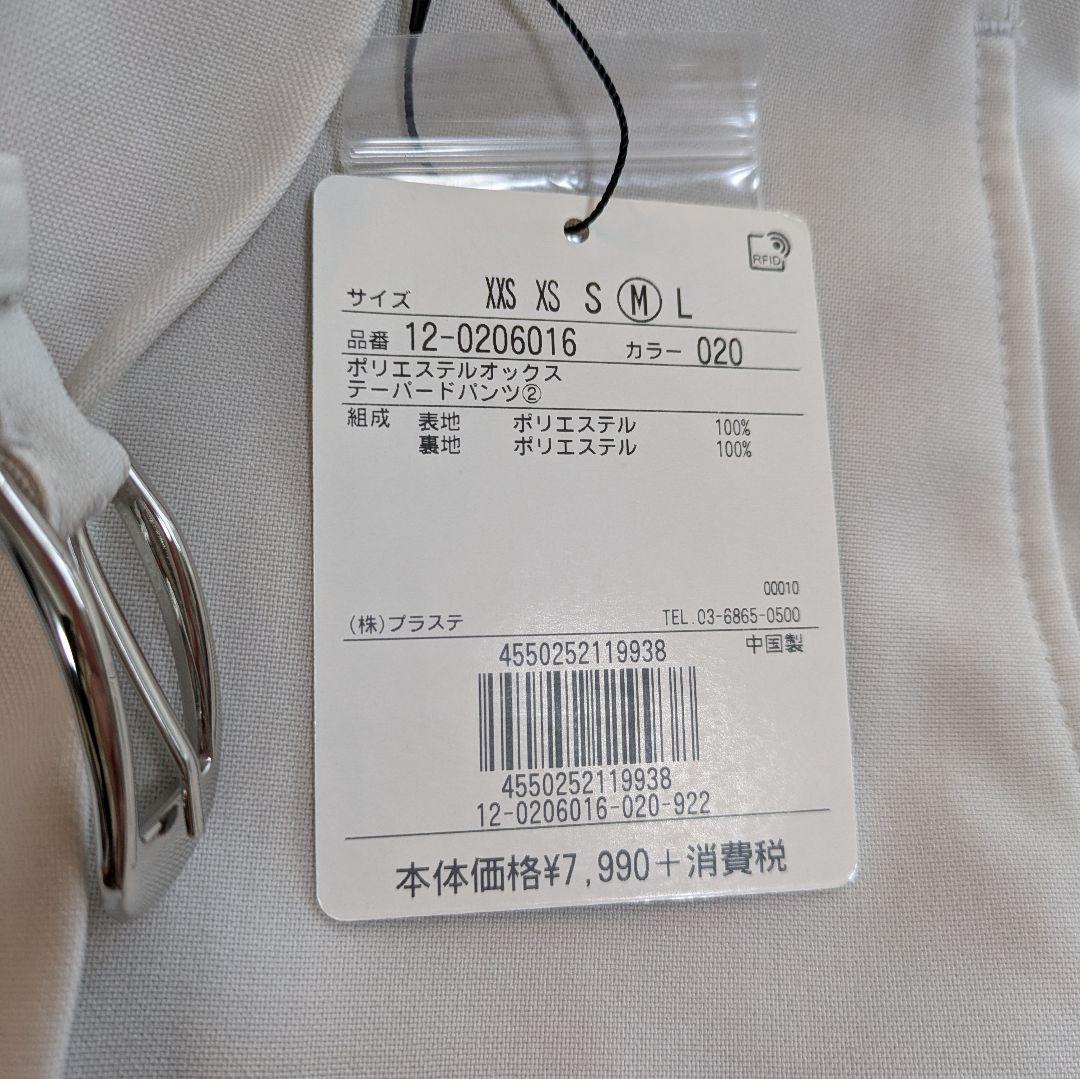 RFID
サイズ XXS XS S M L
品番 12-0206016 カラー 020
ポリエステルオックス
テーパードパンツ②
組成 表地 ポリエステル 100%
裏地 ポリエステル 100%
00010
(株)プラステ TEL.03-6865-0500
4550252119938 中国製
4550252119938
12-0206016-020-922
本体価格¥7,990+消費税